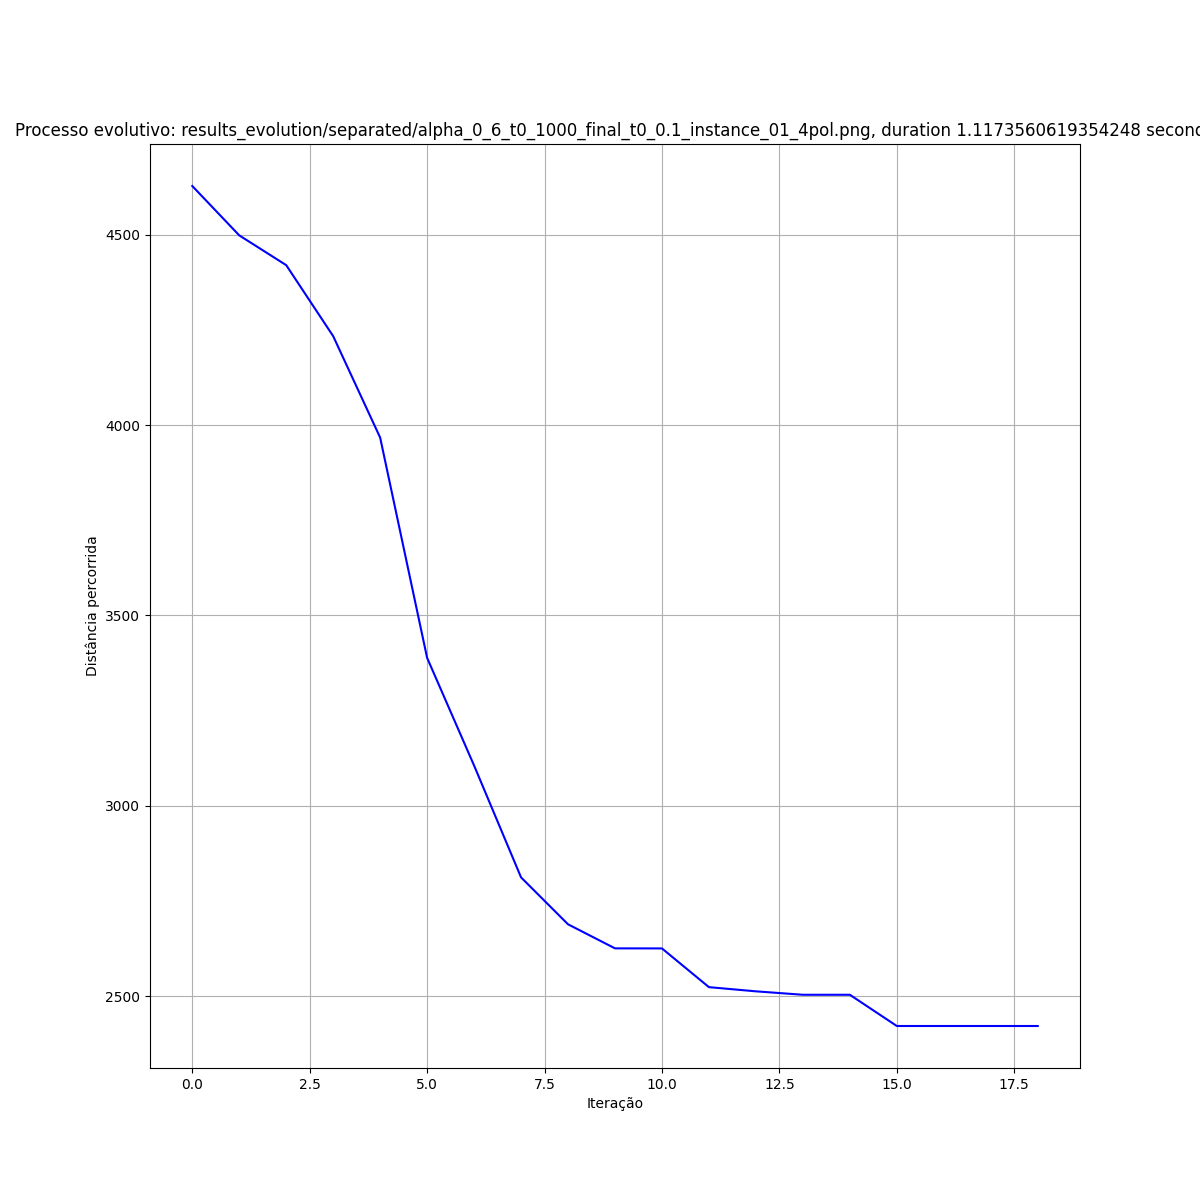 Processo evolutivo: results_evolution/separated/alpha_0_6_t0_1000_final_t0_0.1_instance_01_4pol.png, duration 1.1173560619354248
4500
4000
3500
3000
2500
Distância percorrida
0.0 2.5 5.0 7.5 10.0 12.5 15.0 17.5
Iteração